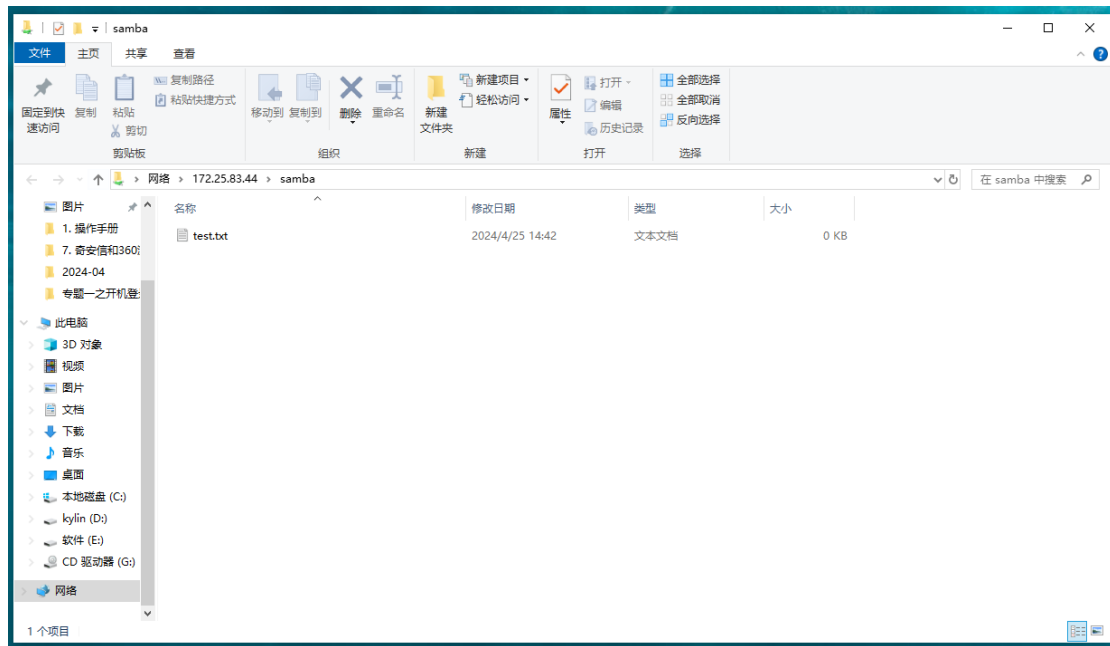 samba
文件 主页 共享 查看
固定到快速访问
复制
粘贴
复制路径
粘贴快捷方式
剪切
剪贴板
移动到
复制到
删除
重命名
组织
新建文件夹
新建项目
轻松访问
新建
属性
打开
编辑
历史记录
打开
全部选择
全部取消
反向选择
选择
网络 › 172.25.83.44 › samba
在 samba 中搜索
图片
1. 操作手册
7. 奇安信和360
2024-04
专题一之开机登
此电脑
3D 对象
视频
图片
文档
下载
音乐
桌面
本地磁盘 (C:)
kylin (D:)
软件 (E:)
CD 驱动器 (G:)
网络
名称 修改日期 类型 大小
test.txt 2024/4/25 14:42 文本文档 0 KB
1 个项目